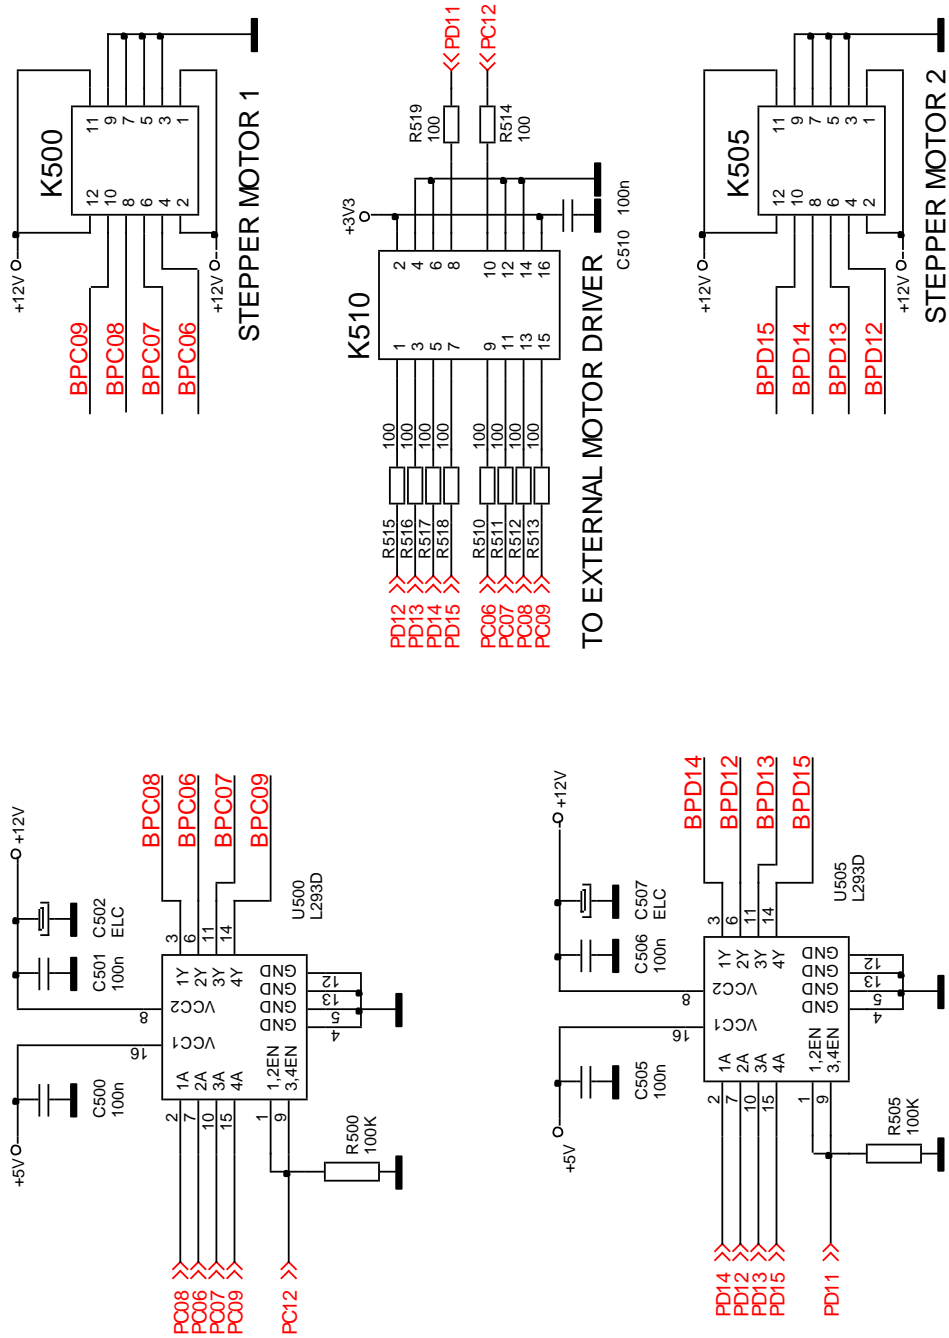 +12V
K500
12
10
8
6
4
2
11
9
7
5
3
1
+12V
BPC09
BPC08
BPC07
BPC06
STEPPER MOTOR 1
PD11
PC12
R519
100
R514
100
+3V3
C510
100n
K510
2
4
6
8
10
12
14
16
1
3
5
7
9
11
13
15
100
100
100
100
100
100
100
100
R515
R516
R517
R518
R510
R511
R512
R513
PD12
PD13
PD14
PD15
PC06
PC07
PC08
PC09
TO EXTERNAL MOTOR DRIVER
+12V
K505
12
10
8
6
4
2
11
9
7
5
3
1
+12V
BPD15
BPD14
BPD13
BPD12
STEPPER MOTOR 2
+12V
C502
ELC
C501
100n
+5V
C500
100n
BPC08
BPC06
BPC07
BPC09
U500
L293D
3
6
11
14
1Y
2Y
3Y
4Y
8
VCC2
16
VCC1
GND
GND
GND
GND
12
13
5
4
1A
2A
3A
4A
1,2EN
3,4EN
2
7
10
15
1
9
R500
100K
PC08
PC06
PC07
PC09
PC12
+12V
C507
ELC
C506
100n
+5V
C505
100n
BPD14
BPD12
BPD13
BPD15
U505
L293D
3
6
11
14
1Y
2Y
3Y
4Y
8
VCC2
16
VCC1
GND
GND
GND
GND
12
13
5
4
1A
2A
3A
4A
1,2EN
3,4EN
2
7
10
15
1
9
R505
100K
PD14
PD12
PD13
PD15
PD11